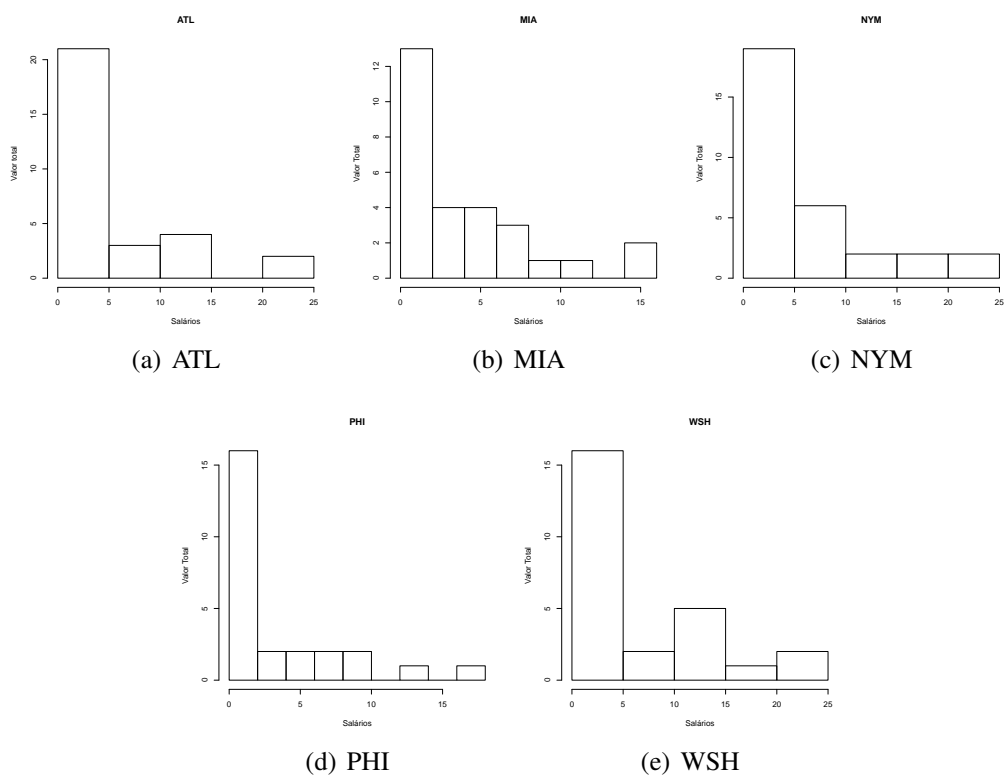 ATL
Valor total
0 5 10 15 20
0 5 10 15 20 25
Salários
(a) ATL
MIA
Valor Total
0 2 4 6 8 10 12
0 5 10 15
Salários
(b) MIA
NYM
Valor Total
0 5 10 15
0 5 10 15 20 25
Salários
(c) NYM
PHI
Valor Total
0 5 10 15
0 5 10 15
Salários
(d) PHI
WSH
Valor Total
0 5 10 15
0 5 10 15 20 25
Salários
(e) WSH